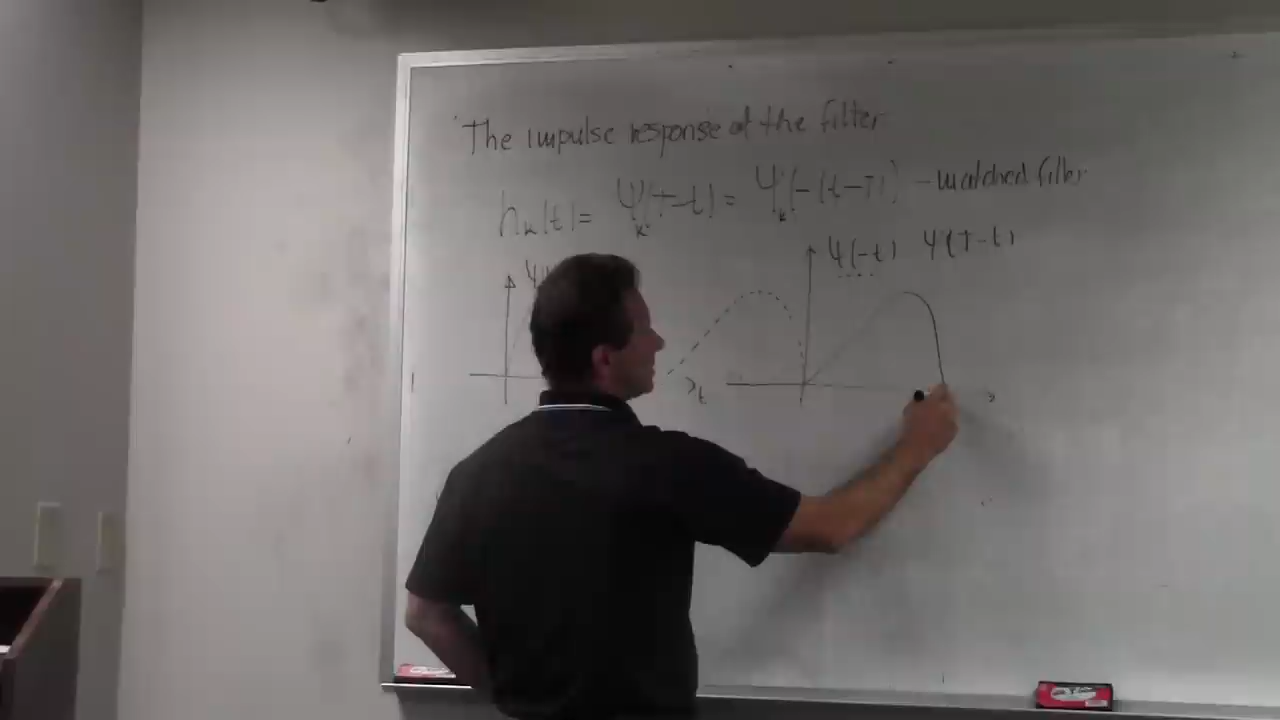 The impulse response of the filter
hₖ(t) = Ψₖ(T-t) = Ψₖ(-(t-T)) - matched filter
Ψ(-t) Ψ(T-t)
t